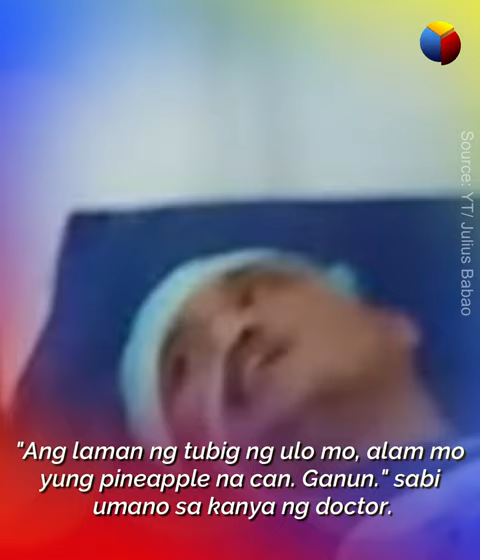 Source: YT/ Julius Babao
"Ang laman ng tubig ng ulo mo, alam mo
yung pineapple na can. Ganun." sabi
umano sa kanya ng doctor.